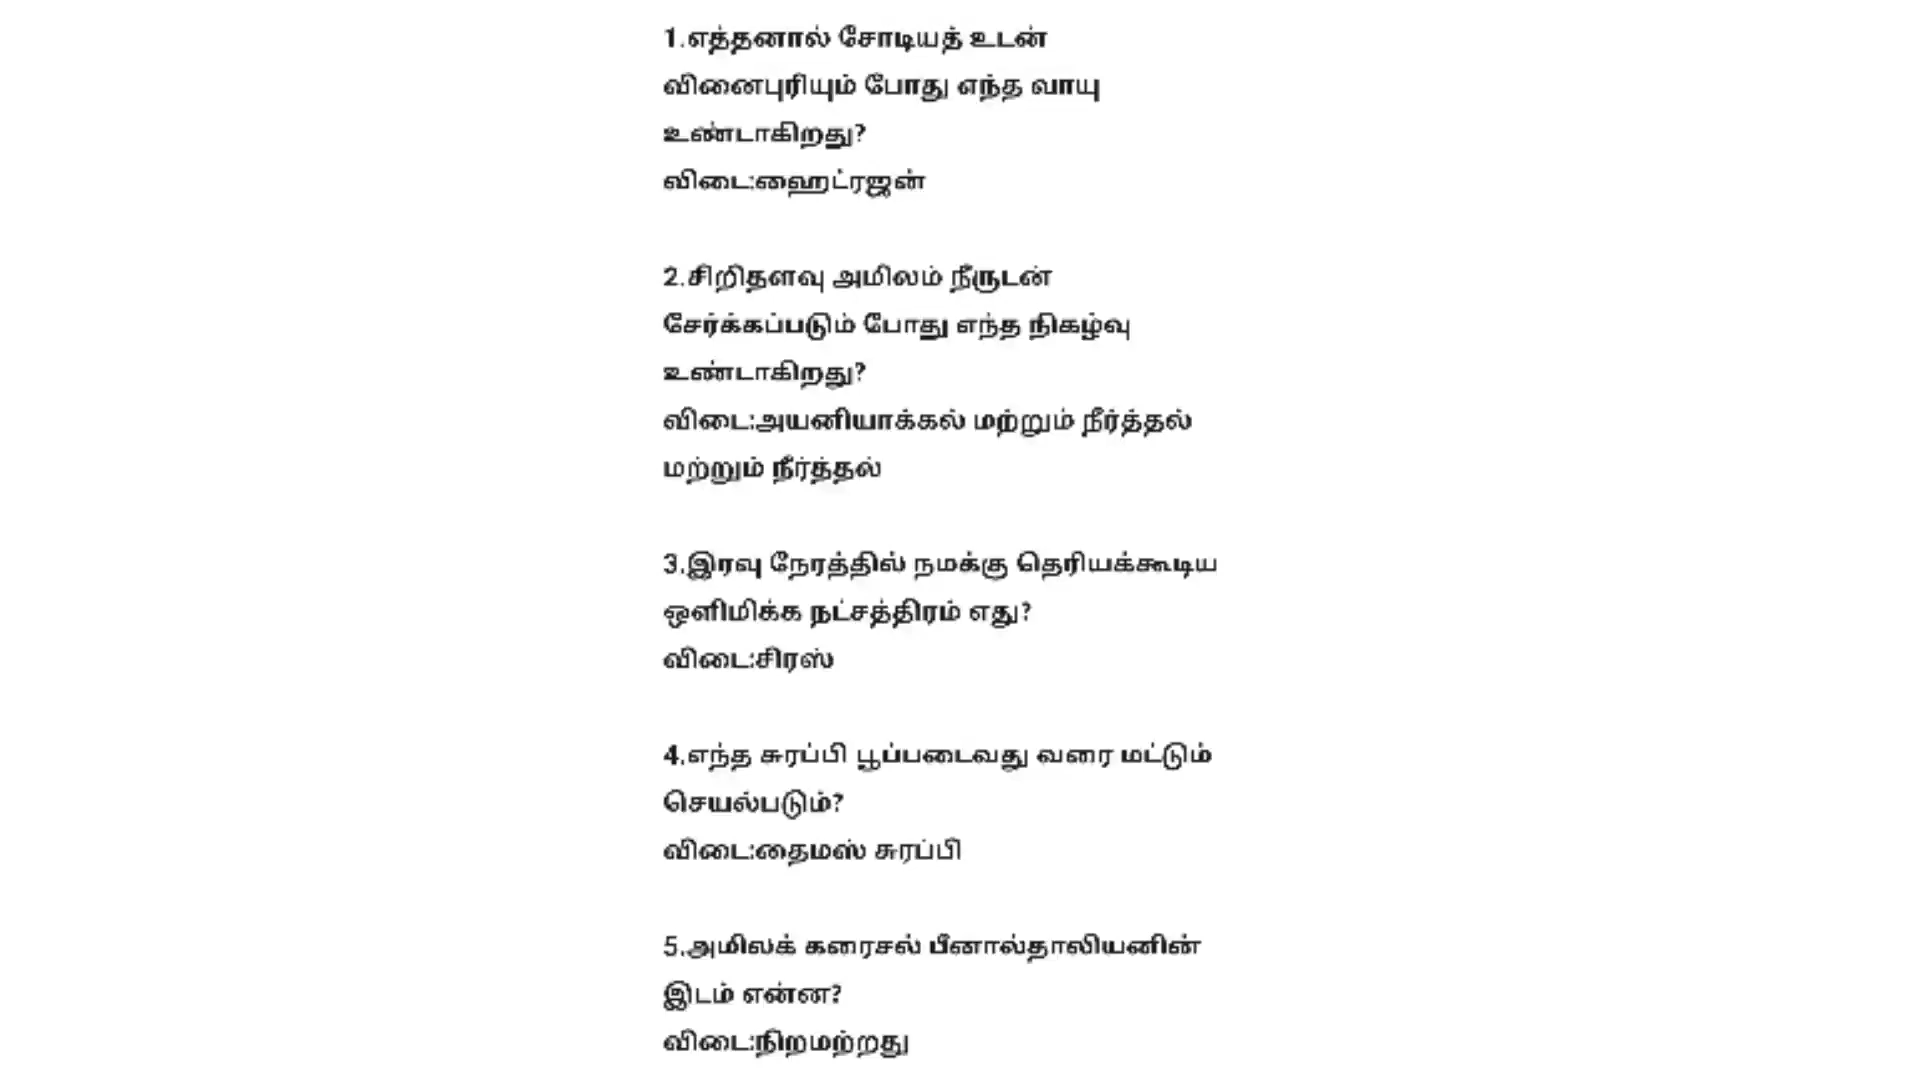 1.எத்தனால் சோடியத் உடன்
வினைபுரியும் போது எந்த வாயு
உண்டாகிறது?
விடை:ஹைட்ரஜன்
2.சிறிதளவு அமிலம் நீருடன்
சேர்க்கப்படும் போது எந்த நிகழ்வு
உண்டாகிறது?
விடை:அயனியாக்கல் மற்றும் நீர்த்தல்
மற்றும் நீர்த்தல்
3.இரவு நேரத்தில் நமக்கு தெரியக்கூடிய
ஒளிமிக்க நட்சத்திரம் எது?
விடை:சிரஸ்
4.எந்த சுரப்பி பூப்படைவது வரை மட்டும்
செயல்படும்?
விடை:தைமஸ் சுரப்பி
5.அமிலக் கரைசல் பீனால்தாலியனின்
இடம் என்ன?
விடை:நிறமற்றது